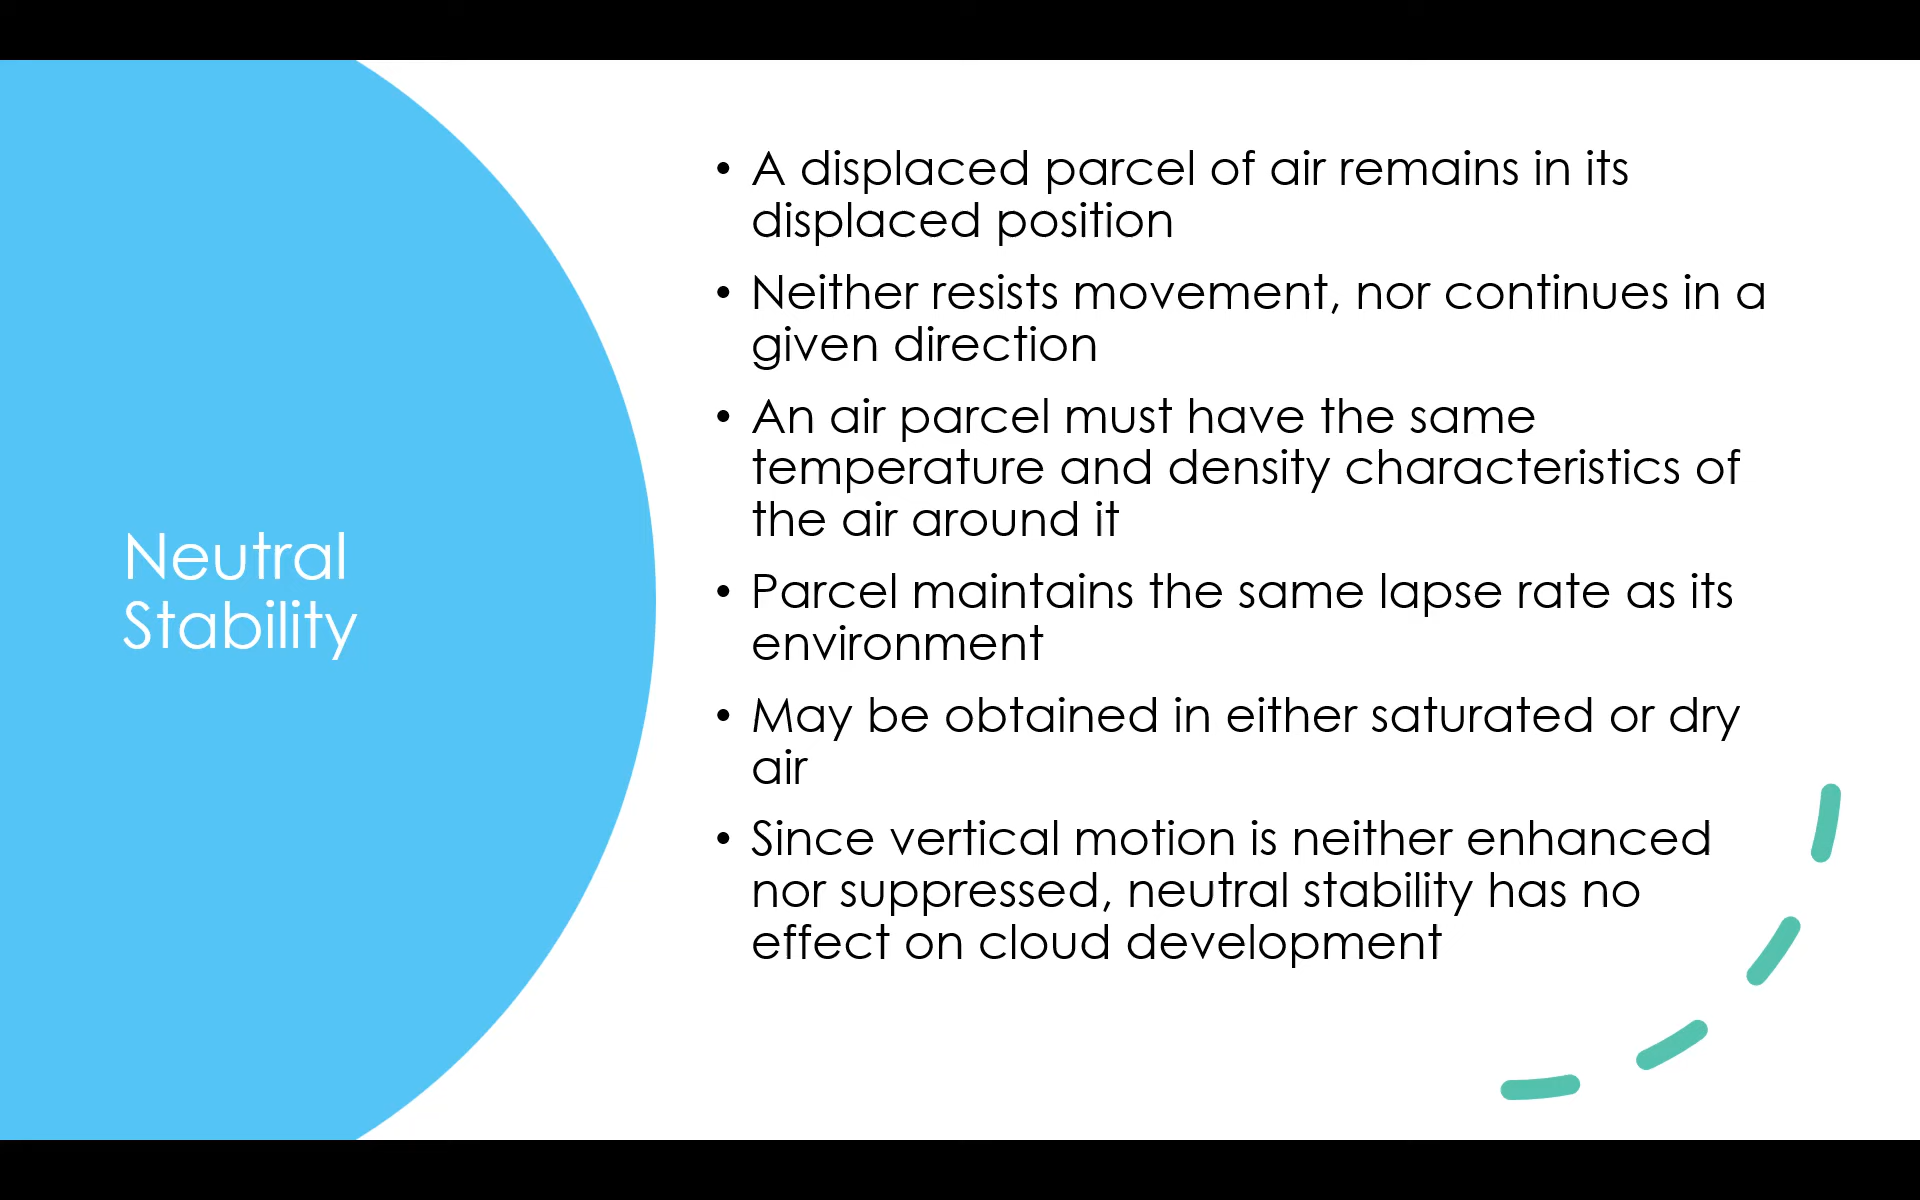 Neutral
Stability
• A displaced parcel of air remains in its
displaced position
• Neither resists movement, nor continues in a
given direction
• An air parcel must have the same
temperature and density characteristics of
the air around it
• Parcel maintains the same lapse rate as its
environment
• May be obtained in either saturated or dry
air
• Since vertical motion is neither enhanced
nor suppressed, neutral stability has no
effect on cloud development